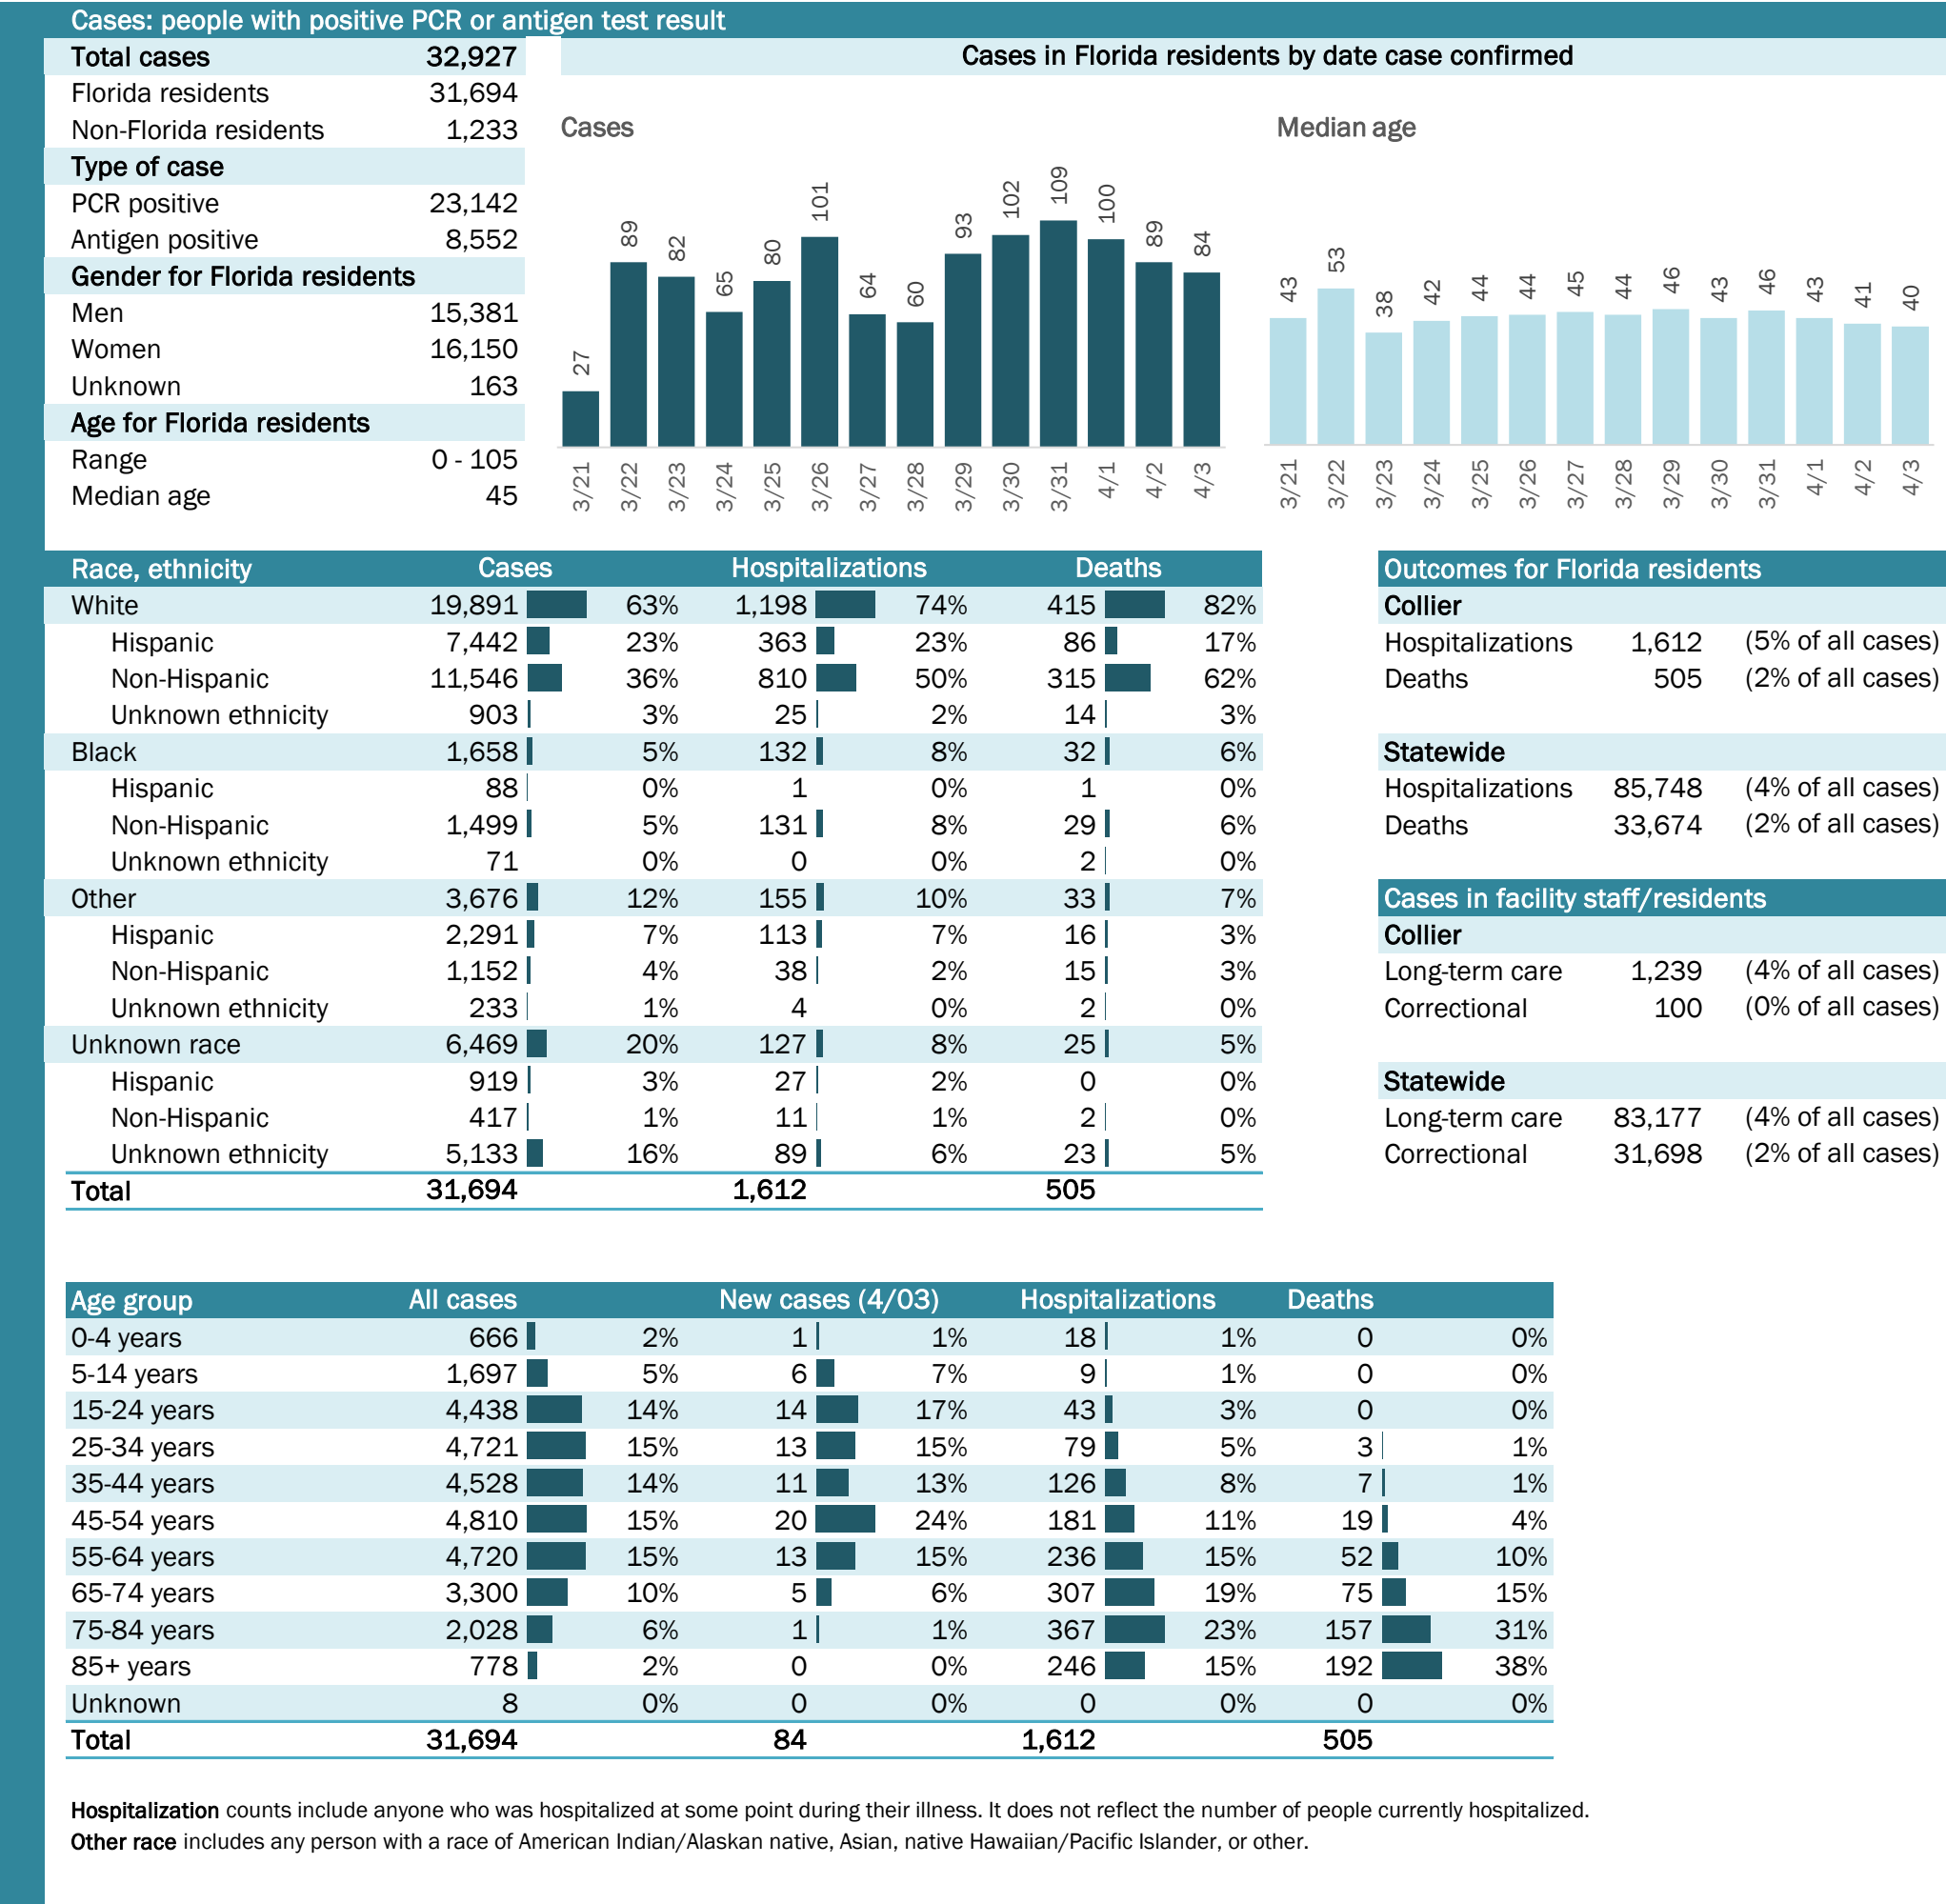 Cases: people with positive PCR or antigen test result
Total cases 32,927
Florida residents 31,694
Non-Florida residents 1,233
Type of case
PCR positive 23,142
Antigen positive 8,552
Gender for Florida residents
Men 15,381
Women 16,150
Unknown 163
Age for Florida residents
Range 0 - 105
Median age 45
Cases in Florida residents by date case confirmed
Cases
27 89 82 65 80 101 64 60 93 102 109 100 89 84
3/21 3/22 3/23 3/24 3/25 3/26 3/27 3/28 3/29 3/30 3/31 4/1 4/2 4/3
Median age
43 53 38 42 44 44 45 44 46 43 46 43 41 40
3/21 3/22 3/23 3/24 3/25 3/26 3/27 3/28 3/29 3/30 3/31 4/1 4/2 4/3
Race, ethnicity Cases Hospitalizations Deaths
White 19,891 63% 1,198 74% 415 82%
Hispanic 7,442 23% 363 23% 86 17%
Non-Hispanic 11,546 36% 810 50% 315 62%
Unknown ethnicity 903 3% 25 2% 14 3%
Black 1,658 5% 132 8% 32 6%
Hispanic 88 0% 1 0% 1 0%
Non-Hispanic 1,499 5% 131 8% 29 6%
Unknown ethnicity 71 0% 0 0% 2 0%
Other 3,676 12% 155 10% 33 7%
Hispanic 2,291 7% 113 7% 16 3%
Non-Hispanic 1,152 4% 38 2% 15 3%
Unknown ethnicity 233 1% 4 0% 2 0%
Unknown race 6,469 20% 127 8% 25 5%
Hispanic 919 3% 27 2% 0 0%
Non-Hispanic 417 1% 11 1% 2 0%
Unknown ethnicity 5,133 16% 89 6% 23 5%
Total 31,694 1,612 505
Outcomes for Florida residents
Collier
Hospitalizations 1,612 (5% of all cases)
Deaths 505 (2% of all cases)
Statewide
Hospitalizations 85,748 (4% of all cases)
Deaths 33,674 (2% of all cases)
Cases in facility staff/residents
Collier
Long-term care 1,239 (4% of all cases)
Correctional 100 (0% of all cases)
Statewide
Long-term care 83,177 (4% of all cases)
Correctional 31,698 (2% of all cases)
Age group All cases New cases (4/03) Hospitalizations Deaths
0-4 years 666 2% 1 1% 18 1% 0 0%
5-14 years 1,697 5% 6 7% 9 1% 0 0%
15-24 years 4,438 14% 14 17% 43 3% 0 0%
25-34 years 4,721 15% 13 15% 79 5% 3 1%
35-44 years 4,528 14% 11 13% 126 8% 7 1%
45-54 years 4,810 15% 20 24% 181 11% 19 4%
55-64 years 4,720 15% 13 15% 236 15% 52 10%
65-74 years 3,300 10% 5 6% 307 19% 75 15%
75-84 years 2,028 6% 1 1% 367 23% 157 31%
85+ years 778 2% 0 0% 246 15% 192 38%
Unknown 8 0% 0 0% 0 0% 0 0%
Total 31,694 84 1,612 505
Hospitalization counts include anyone who was hospitalized at some point during their illness. It does not reflect the number of people currently hospitalized.
Other race includes any person with a race of American Indian/Alaskan native, Asian, native Hawaiian/Pacific Islander, or other.